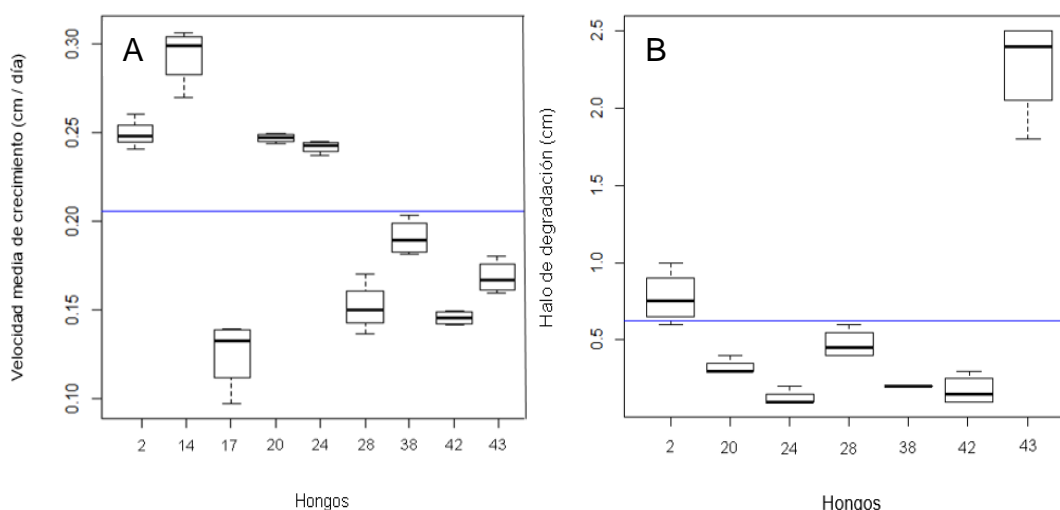 A
Velocidad media de crecimiento (cm / día)
0.30
0.25
0.20
0.15
0.10
2 14 17 20 24 28 38 42 43
Hongos
B
Halo de degradación (cm)
2.5
2.0
1.5
1.0
0.5
2 20 24 28 38 42 43
Hongos